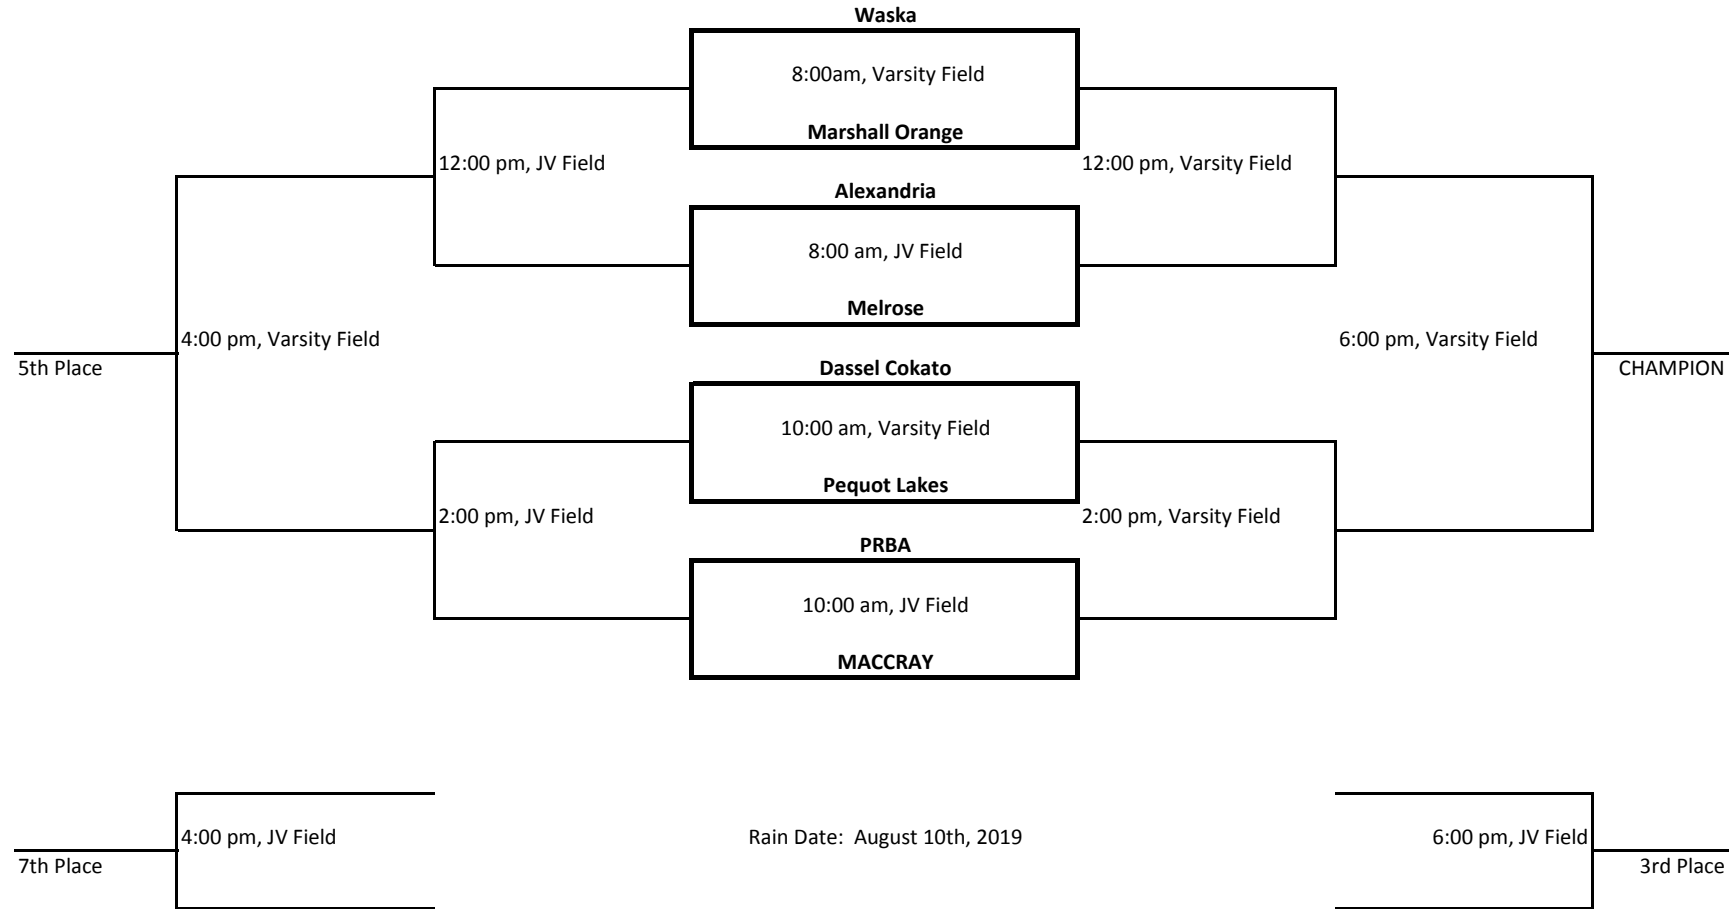 Waska
8:00am, Varsity Field
Marshall Orange
12:00 pm, JV Field
12:00 pm, Varsity Field
Alexandria
8:00 am, JV Field
Melrose
4:00 pm, Varsity Field
6:00 pm, Varsity Field
5th Place
Dassel Cokato
CHAMPION
10:00 am, Varsity Field
Pequot Lakes
2:00 pm, JV Field
2:00 pm, Varsity Field
PRBA
10:00 am, JV Field
MACCRAY
4:00 pm, JV Field
Rain Date:  August 10th, 2019
6:00 pm, JV Field
7th Place
3rd Place